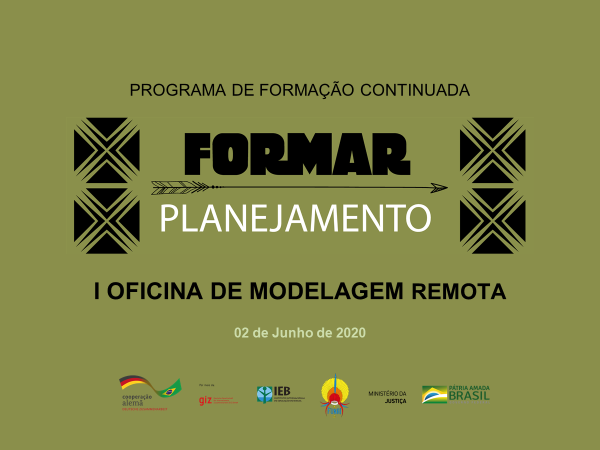 PROGRAMA DE FORMAÇÃO CONTINUADA
FORMAR
PLANEJAMENTO
I OFICINA DE MODELAGEM REMOTA
02 de Junho de 2020
cooperação
alemã
giz
IEB
MINISTÉRIO DA
JUSTIÇA
PÁTRIA AMADA
BRASIL